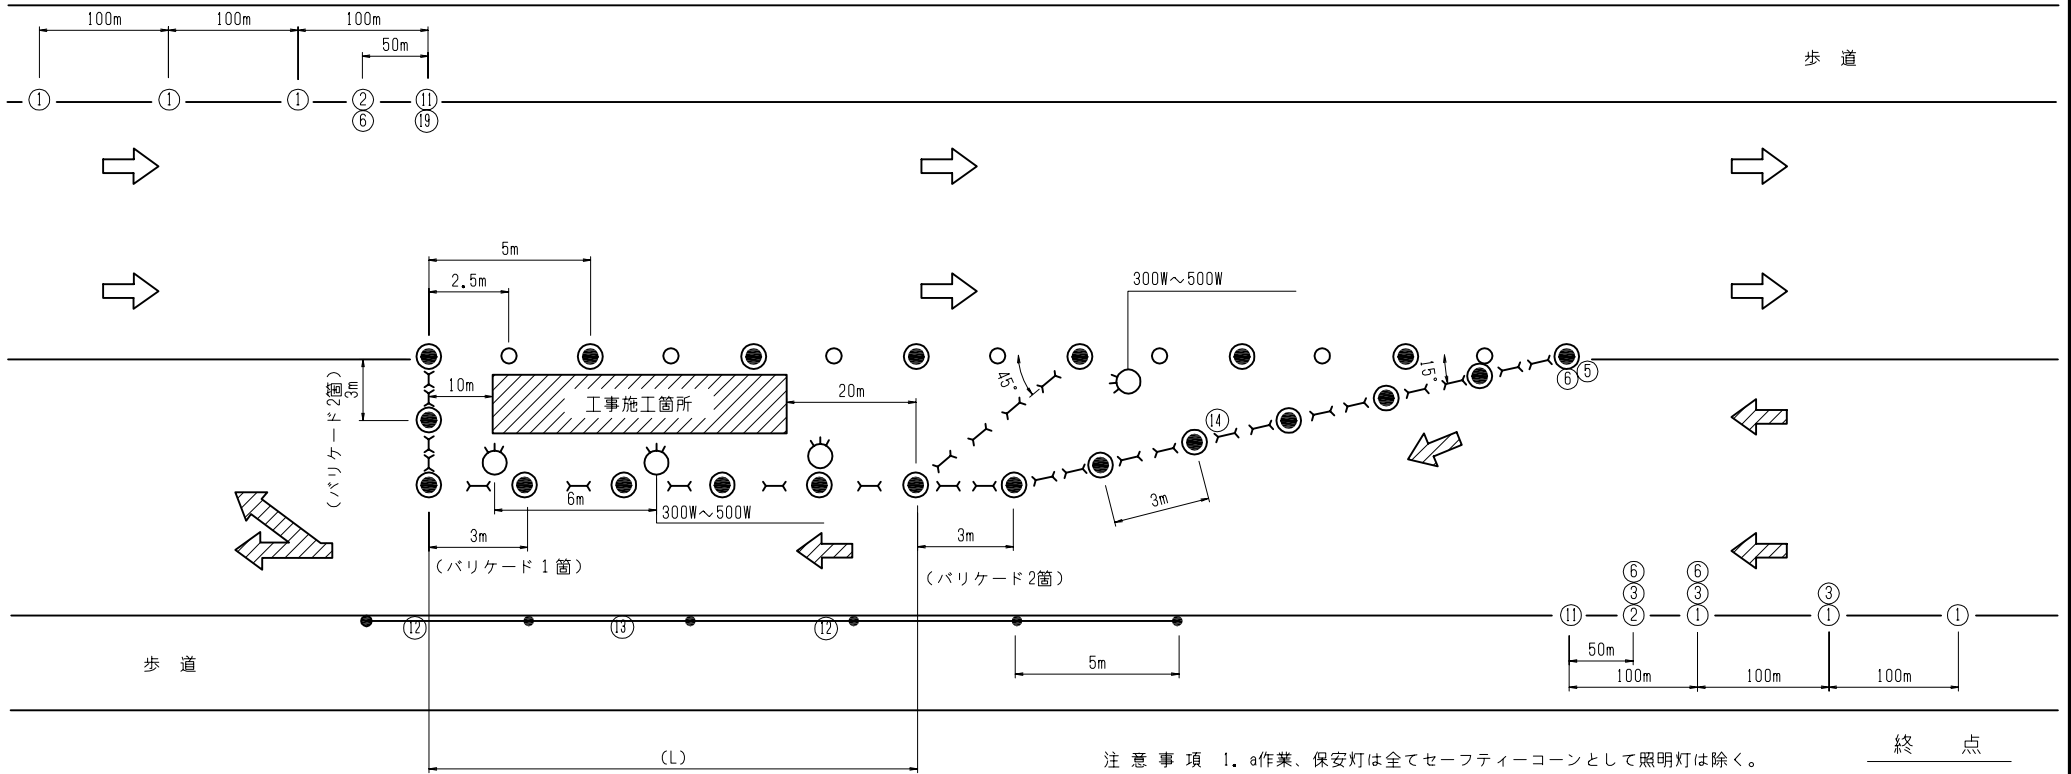 100m 100m 100m
50m
歩 道
① ① ① ② ⑪
⑥ ⑲
5m
2.5m
300W～500W
45°
15°
⑥ ⑤
3m
(バリケード2箇)
10m
工事施工箇所
20m
⑭
3m
6m
300W～500W
3m
3m
(バリケード1箇)
(バリケード2箇)
⑥ ⑥
③ ③ ③
⑪ ② ① ① ①
⑫ ⑬ ⑫
50m
歩 道
5m
100m 100m 100m
(L)
注 意 事 項 1. a作業、保安灯は全てセーフティーコーンとして照明灯は除く。
終 点